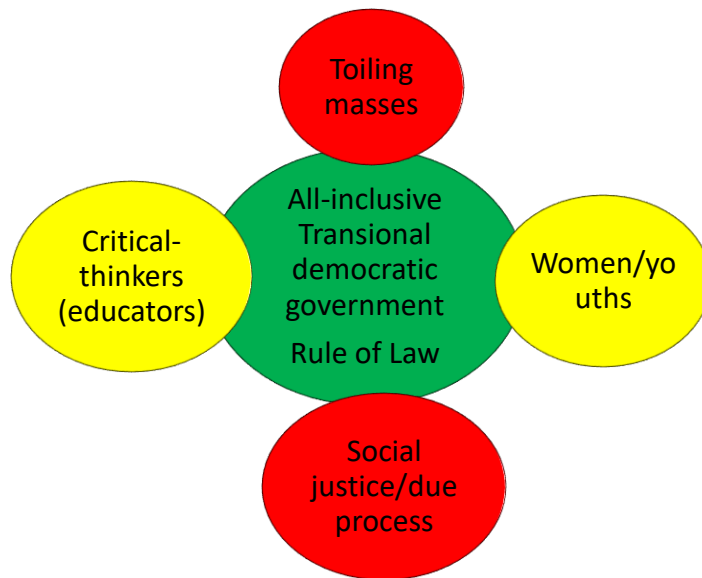 Toiling
masses
All-inclusive
Transional
democratic
government
Rule of Law
Critical-
thinkers
(educators)
Women/yo
uths
Social
justice/due
process